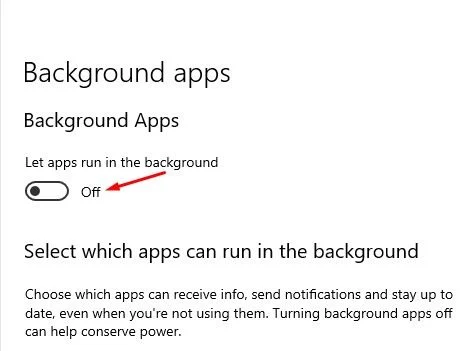 Background apps
Background Apps
Let apps run in the background
Off
Select which apps can run in the background
Choose which apps can receive info, send notifications and stay up to
date, even when you're not using them. Turning background apps off
can help conserve power.